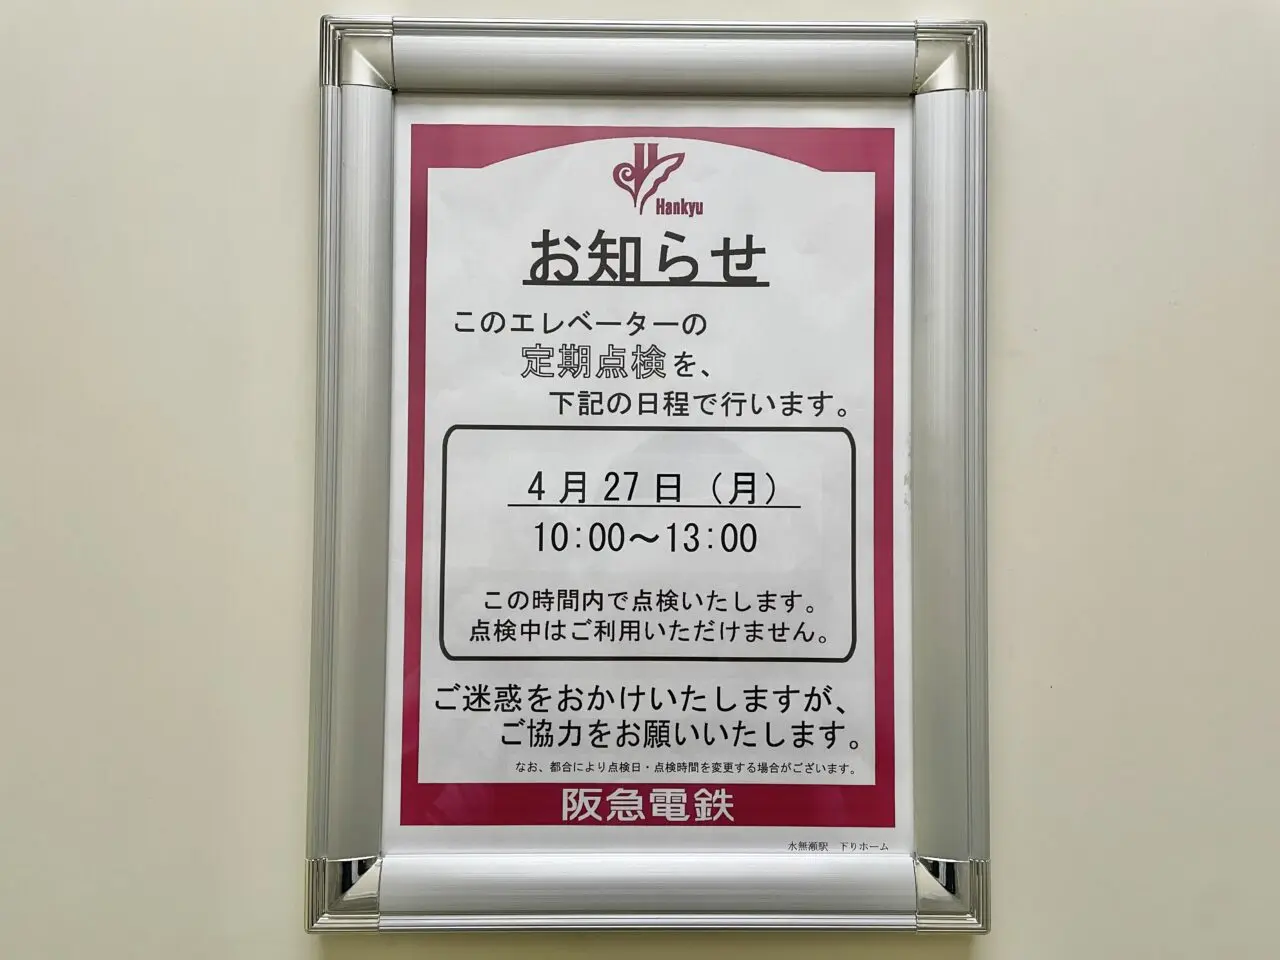 Hankyu
お知らせ
このエレベーターの
定期点検を、
下記の日程で行います。
4月27日（月）
10:00～13:00
この時間内で点検いたします。
点検中はご利用いただけません。
ご迷惑をおかけいたしますが、
ご協力をお願いいたします。
なお、都合により点検日・点検時間を変更する場合がございます。
阪急電鉄
水無瀬駅　下りホーム